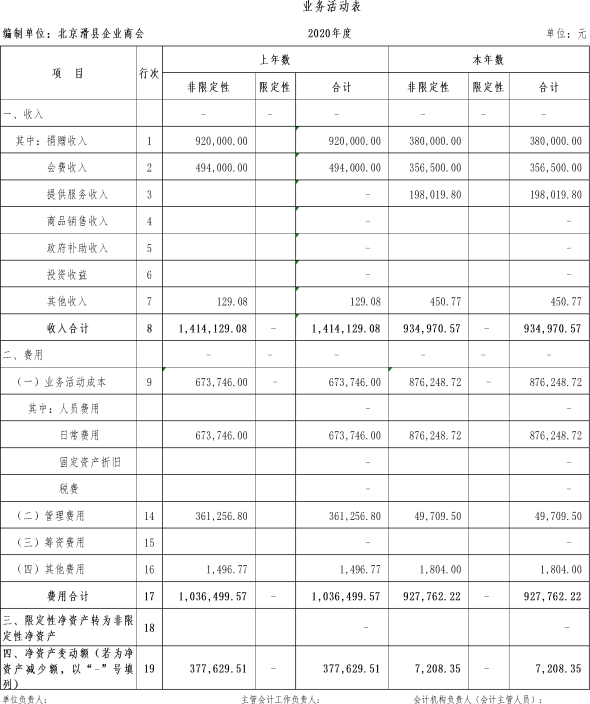 业务活动表
编制单位：北京滑县企业商会 2020年度 单位：元
项 目 行次 上年数 本年数
非限定性 限定性 合计 非限定性 限定性 合计
一、收入 － － － － － －
其中：捐赠收入 1 920,000.00 920,000.00 380,000.00 380,000.00
会费收入 2 494,000.00 494,000.00 356,500.00 356,500.00
提供服务收入 3 － 198,019.80 198,019.80
商品销售收入 4 － －
政府补助收入 5 － －
投资收益 6 － －
其他收入 7 129.08 129.08 450.77 450.77
收入合计 8 1,414,129.08 － 1,414,129.08 934,970.57 － 934,970.57
二、费用 － － － － － －
（一）业务活动成本 9 673,746.00 － 673,746.00 876,248.72 － 876,248.72
其中：人员费用 － －
日常费用 673,746.00 673,746.00 876,248.72 876,248.72
固定资产折旧 － －
税费 － －
（二）管理费用 14 361,256.80 361,256.80 49,709.50 49,709.50
（三）筹资费用 15 － －
（四）其他费用 16 1,496.77 1,496.77 1,804.00 1,804.00
费用合计 17 1,036,499.57 － 1,036,499.57 927,762.22 － 927,762.22
三、限定性净资产转为非限
定性净资产 18 － －
四、净资产变动额（若为净
资产减少额，以“-”号填 19 377,629.51 － 377,629.51 7,208.35 － 7,208.35
列）
单位负责人： 主管会计工作负责人： 会计机构负责人（会计主管人员）：